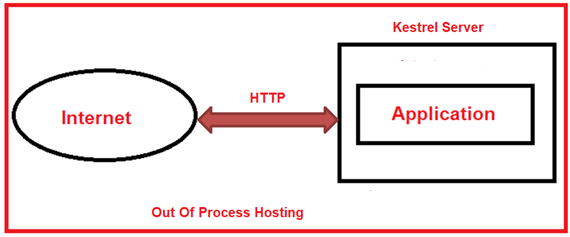 Kestrel Server
HTTP
Internet
Application
Out Of Process Hosting